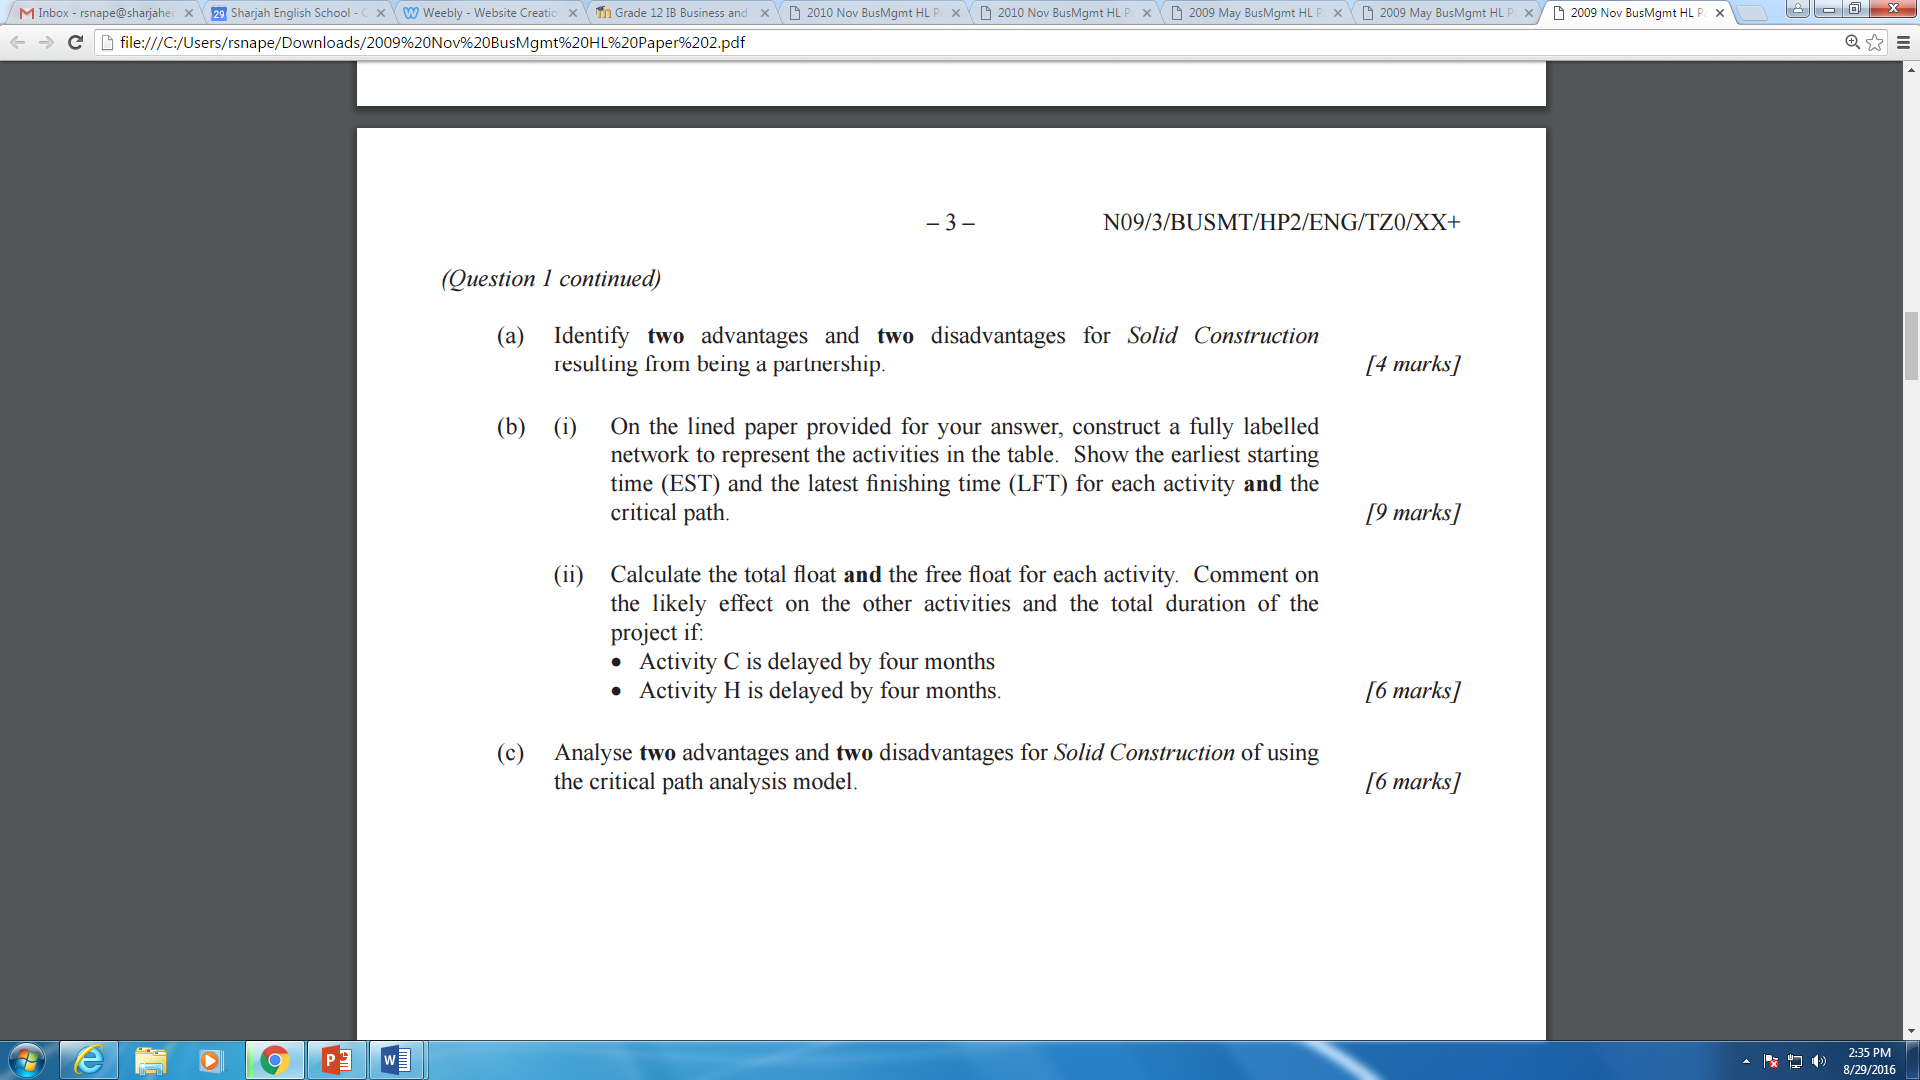 Inbox - rsnape@sharjahe
Sharjah English School - C
Weebly - Website Creatio
Grade 12 IB Business and
2010 Nov BusMgmt HL P
2010 Nov BusMgmt HL P
2009 May BusMgmt HL P
2009 May BusMgmt HL P
2009 Nov BusMgmt HL P
file:///C:/Users/rsnape/Downloads/2009%20Nov%20BusMgmt%20HL%20Paper%202.pdf
– 3 – N09/3/BUSMT/HP2/ENG/TZ0/XX+
(Question 1 continued)
(a) Identify two advantages and two disadvantages for Solid Construction
resulting from being a partnership. [4 marks]
(b) (i) On the lined paper provided for your answer, construct a fully labelled
network to represent the activities in the table. Show the earliest starting
time (EST) and the latest finishing time (LFT) for each activity and the
critical path. [9 marks]
(ii) Calculate the total float and the free float for each activity. Comment on
the likely effect on the other activities and the total duration of the
project if:
• Activity C is delayed by four months
• Activity H is delayed by four months. [6 marks]
(c) Analyse two advantages and two disadvantages for Solid Construction of using
the critical path analysis model. [6 marks]
2:35 PM
8/29/2016